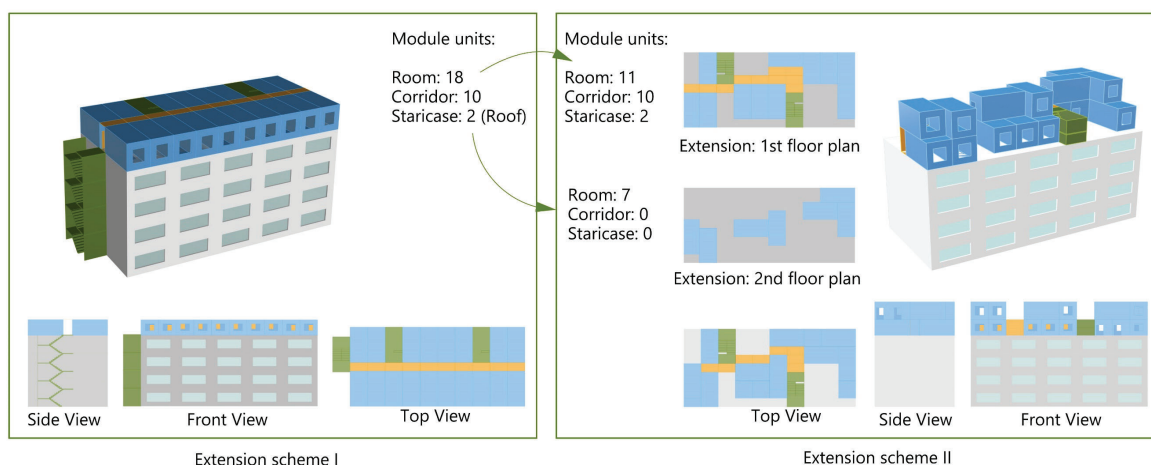 Module units:
Room: 18
Corridor: 10
Staricase: 2 (Roof)
Side View
Front View
Top View
Extension scheme I
Module units:
Room: 11
Corridor: 10
Staricase: 2
Extension: 1st floor plan
Room: 7
Corridor: 0
Staricase: 0
Extension: 2nd floor plan
Top View
Side View
Front View
Extension scheme II